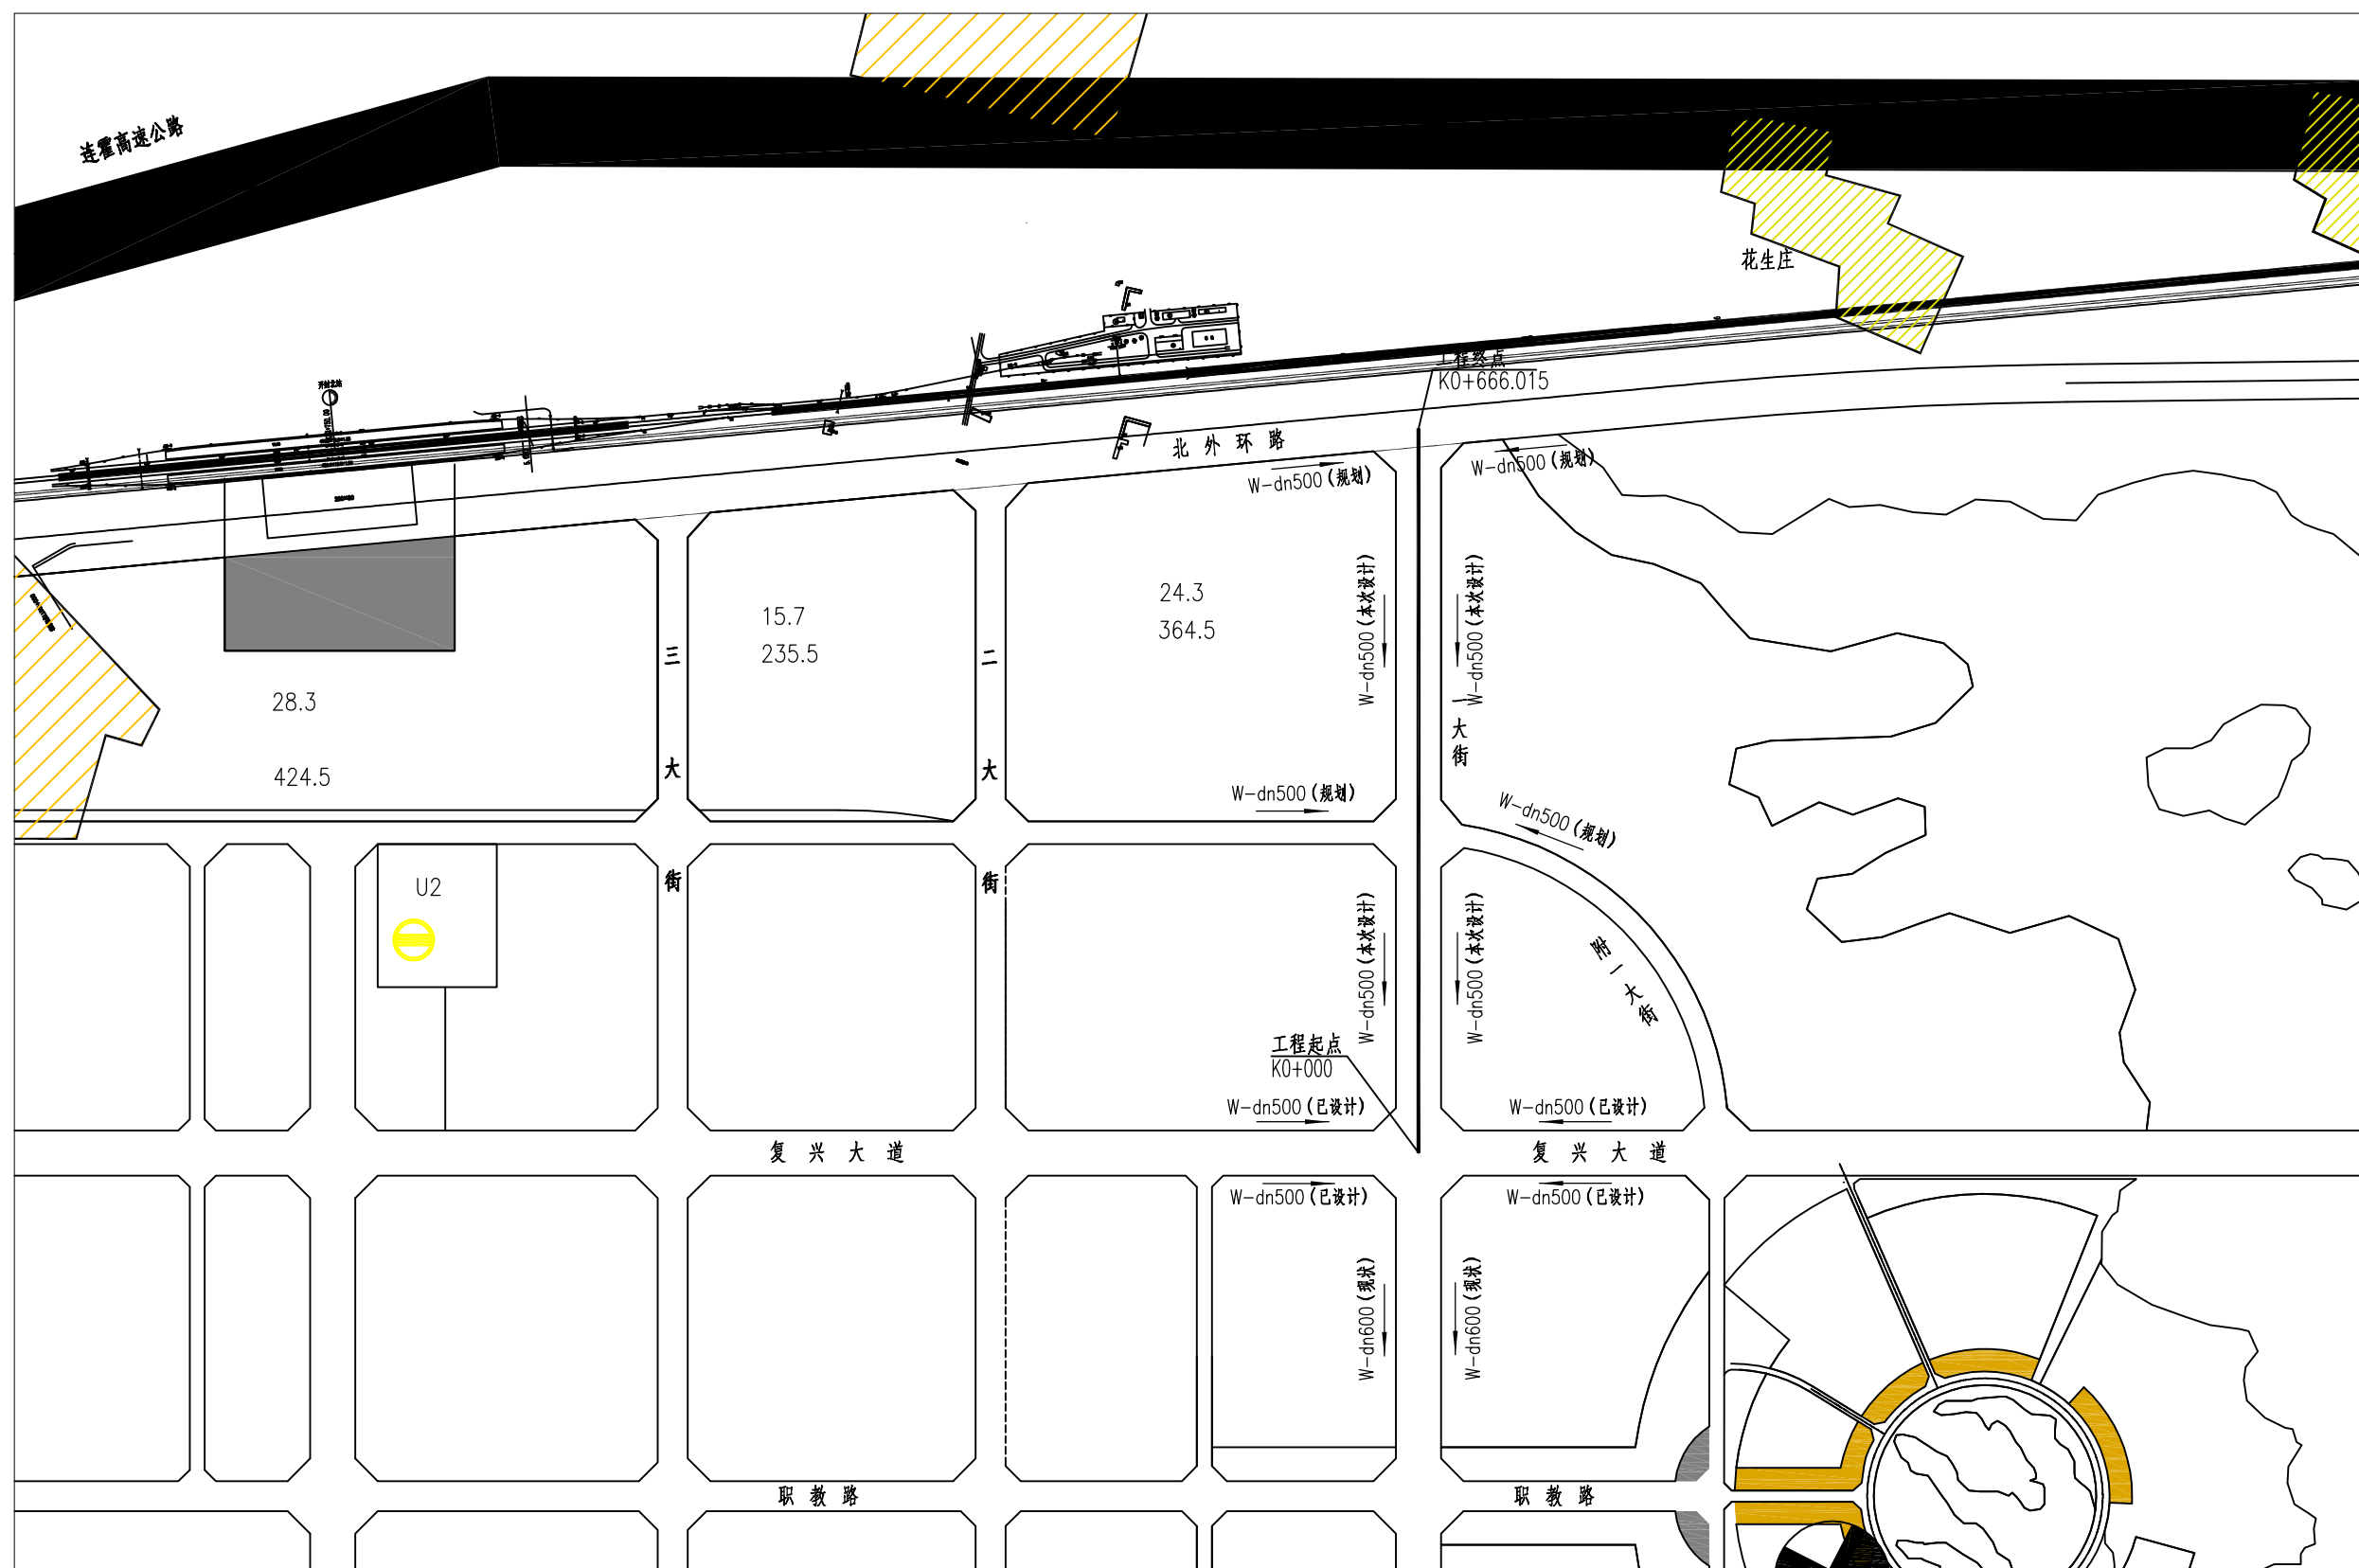 连霍高速公路
花生庄
工程终点
K0+666.015
开封北站
北外环路
W-dn500(规划)
W-dn500(规划)
W-dn500(本次设计)
W-dn500(本次设计)
24.3
364.5
15.7
235.5
三大街
二大街
一大街
28.3
424.5
W-dn500(规划)
W-dn500(规划)
U2
W-dn500(本次设计)
W-dn500(本次设计)
附一大街
工程起点
K0+000
W-dn500(已设计)
W-dn500(已设计)
复兴大道
复兴大道
W-dn500(已设计)
W-dn500(已设计)
W-dn600(现状)
W-dn600(现状)
职教路
职教路